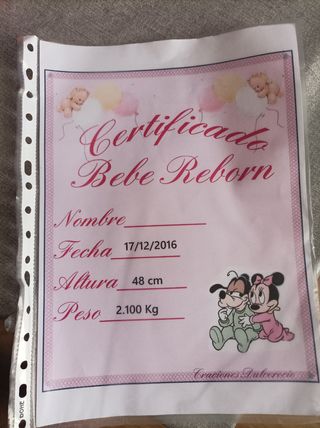 Certificado
Bebe Reborn
Nombre
Fecha 17/12/2016
Altura 48 cm
Peso 2.100 Kg